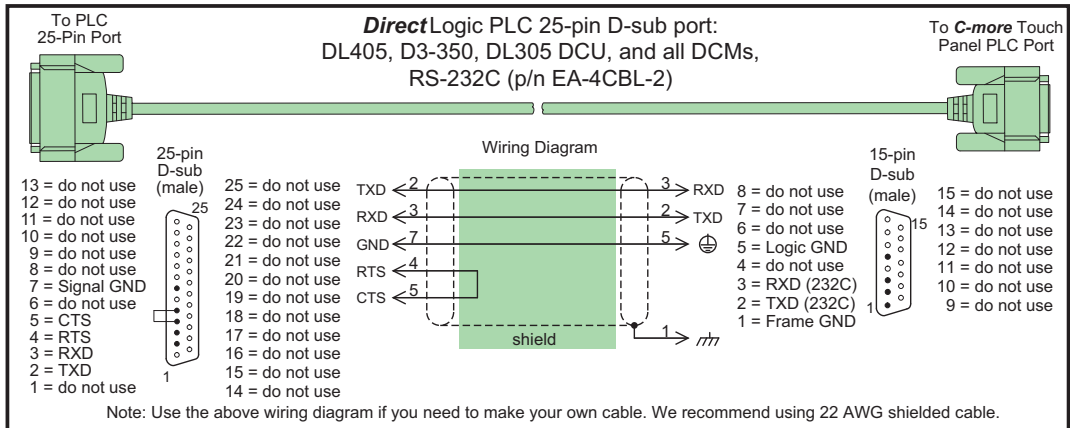 To PLC
25-Pin Port
DirectLogic PLC 25-pin D-sub port:
DL405, D3-350, DL305 DCU, and all DCMs,
RS-232C (p/n EA-4CBL-2)
To C-more Touch
Panel PLC Port
Wiring Diagram
25-pin
D-sub
(male)
25
1
13 = do not use
12 = do not use
11 = do not use
10 = do not use
9 = do not use
8 = do not use
7 = Signal GND
6 = do not use
5 = CTS
4 = RTS
3 = RXD
2 = TXD
1 = do not use
25 = do not use
24 = do not use
23 = do not use
22 = do not use
21 = do not use
20 = do not use
19 = do not use
18 = do not use
17 = do not use
16 = do not use
15 = do not use
14 = do not use
TXD 2 3 RXD
RXD 3 2 TXD
GND 7 5
RTS 4
CTS 5
shield
1
8 = do not use
7 = do not use
6 = do not use
5 = Logic GND
4 = do not use
3 = RXD (232C)
2 = TXD (232C)
1 = Frame GND
15-pin
D-sub
(male)
15
1
15 = do not use
14 = do not use
13 = do not use
12 = do not use
11 = do not use
10 = do not use
9 = do not use
Note: Use the above wiring diagram if you need to make your own cable. We recommend using 22 AWG shielded cable.